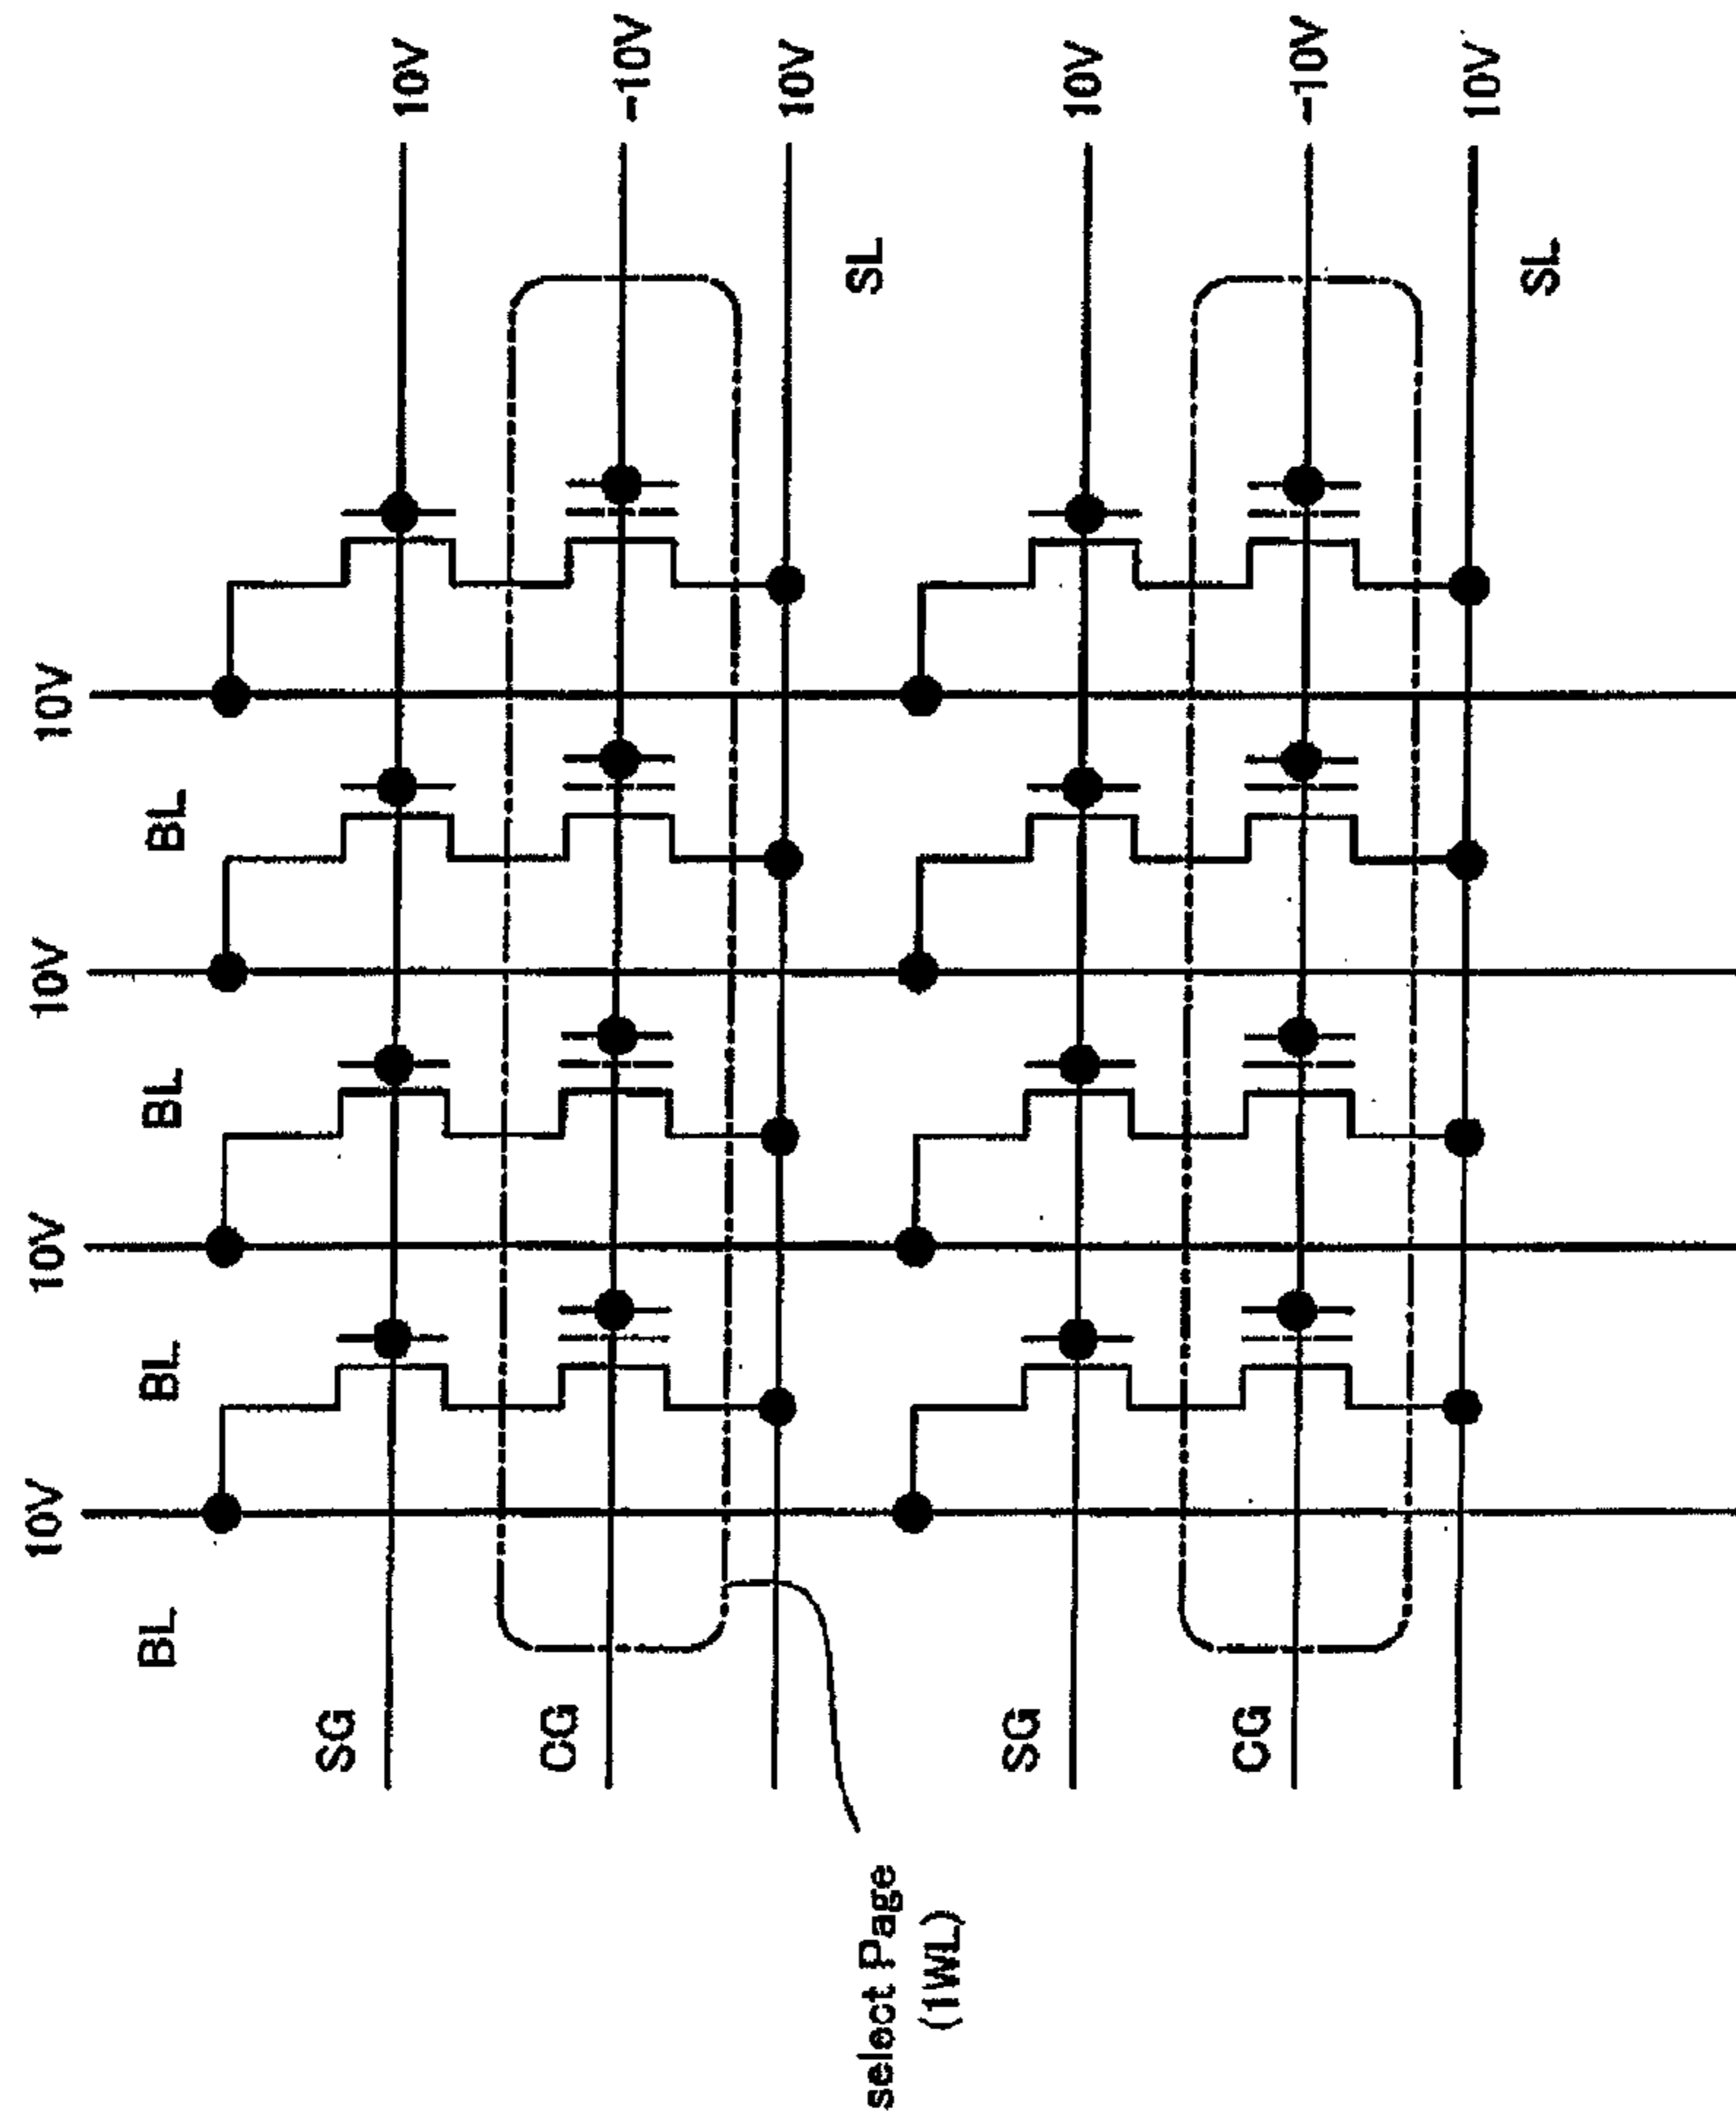 10V 10V 10V 10V
BL BL BL BL
SG 10V
CG -10V
10V
SL
select Page
(1WL)
SG 10V
CG -10V
10V
SL